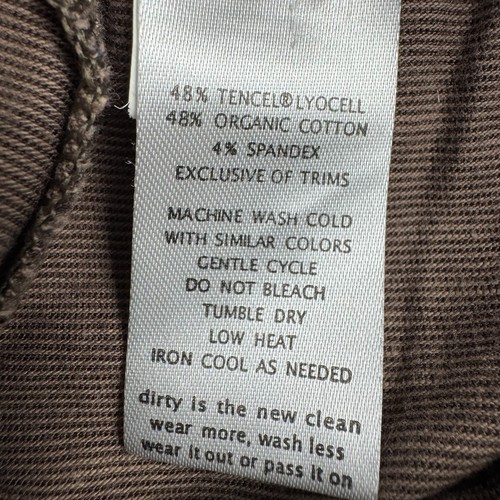 48% TENCEL®LYOCELL
48% ORGANIC COTTON
4% SPANDEX
EXCLUSIVE OF TRIMS
MACHINE WASH COLD
WITH SIMILAR COLORS
GENTLE CYCLE
DO NOT BLEACH
TUMBLE DRY
LOW HEAT
IRON COOL AS NEEDED
dirty is the new clean
wear more, wash less
wear it out or pass it on